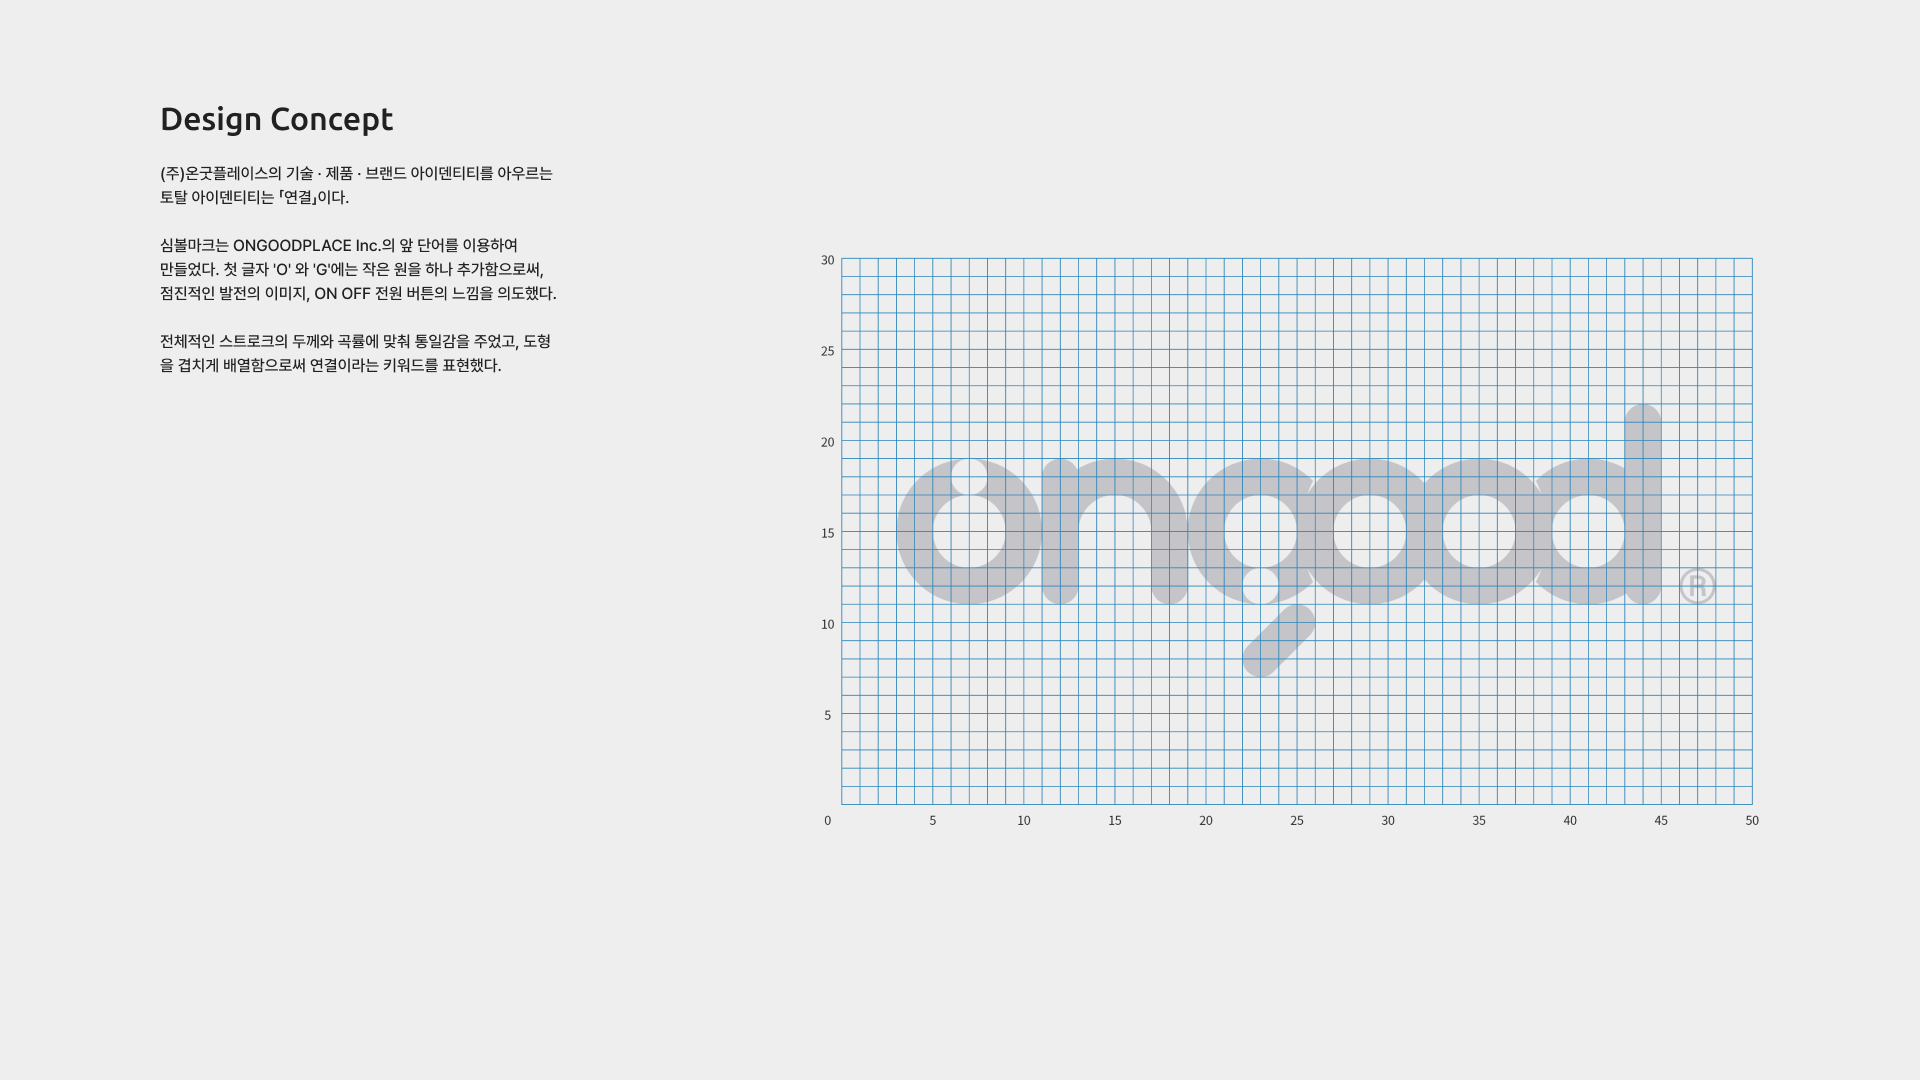 Design Concept
(주)온굿플레이스의 기술 · 제품 · 브랜드 아이덴티티를 아우르는
토탈 아이덴티티는 「연결」이다.
심볼마크는 ONGOODPLACE Inc.의 앞 단어를 이용하여
만들었다. 첫 글자 'O' 와 'G'에는 작은 원을 하나 추가함으로써,
점진적인 발전의 이미지, ON OFF 전원 버튼의 느낌을 의도했다.
전체적인 스트로크의 두께와 곡률에 맞춰 통일감을 주었고, 도형
을 겹치게 배열함으로써 연결이라는 키워드를 표현했다.
30
25
20
15
10
5
ongood ®
0 5 10 15 20 25 30 35 40 45 50